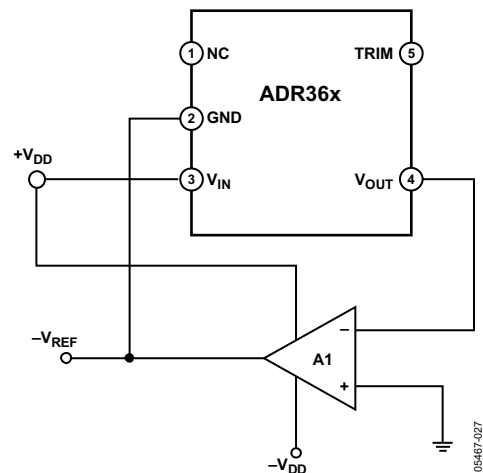 1 NC
TRIM 5
ADR36x
2 GND
+VDD
3 VIN
VOUT 4
–VREF
–
A1
+
–VDD
05467-027